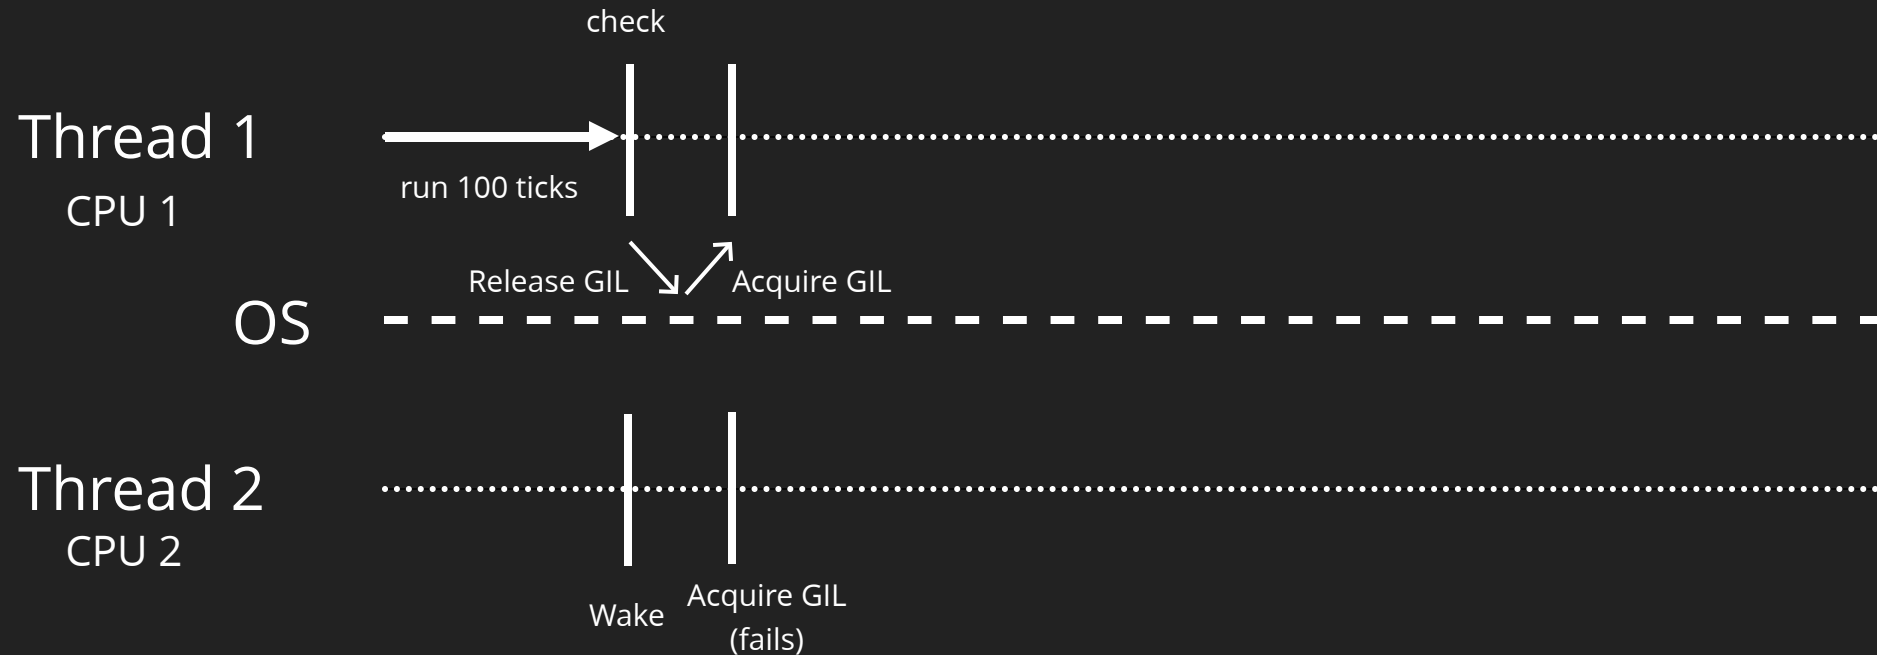 check
Thread 1
run 100 ticks
CPU 1
Release GIL
Acquire GIL
OS
Thread 2
CPU 2
Wake
Acquire GIL
(fails)